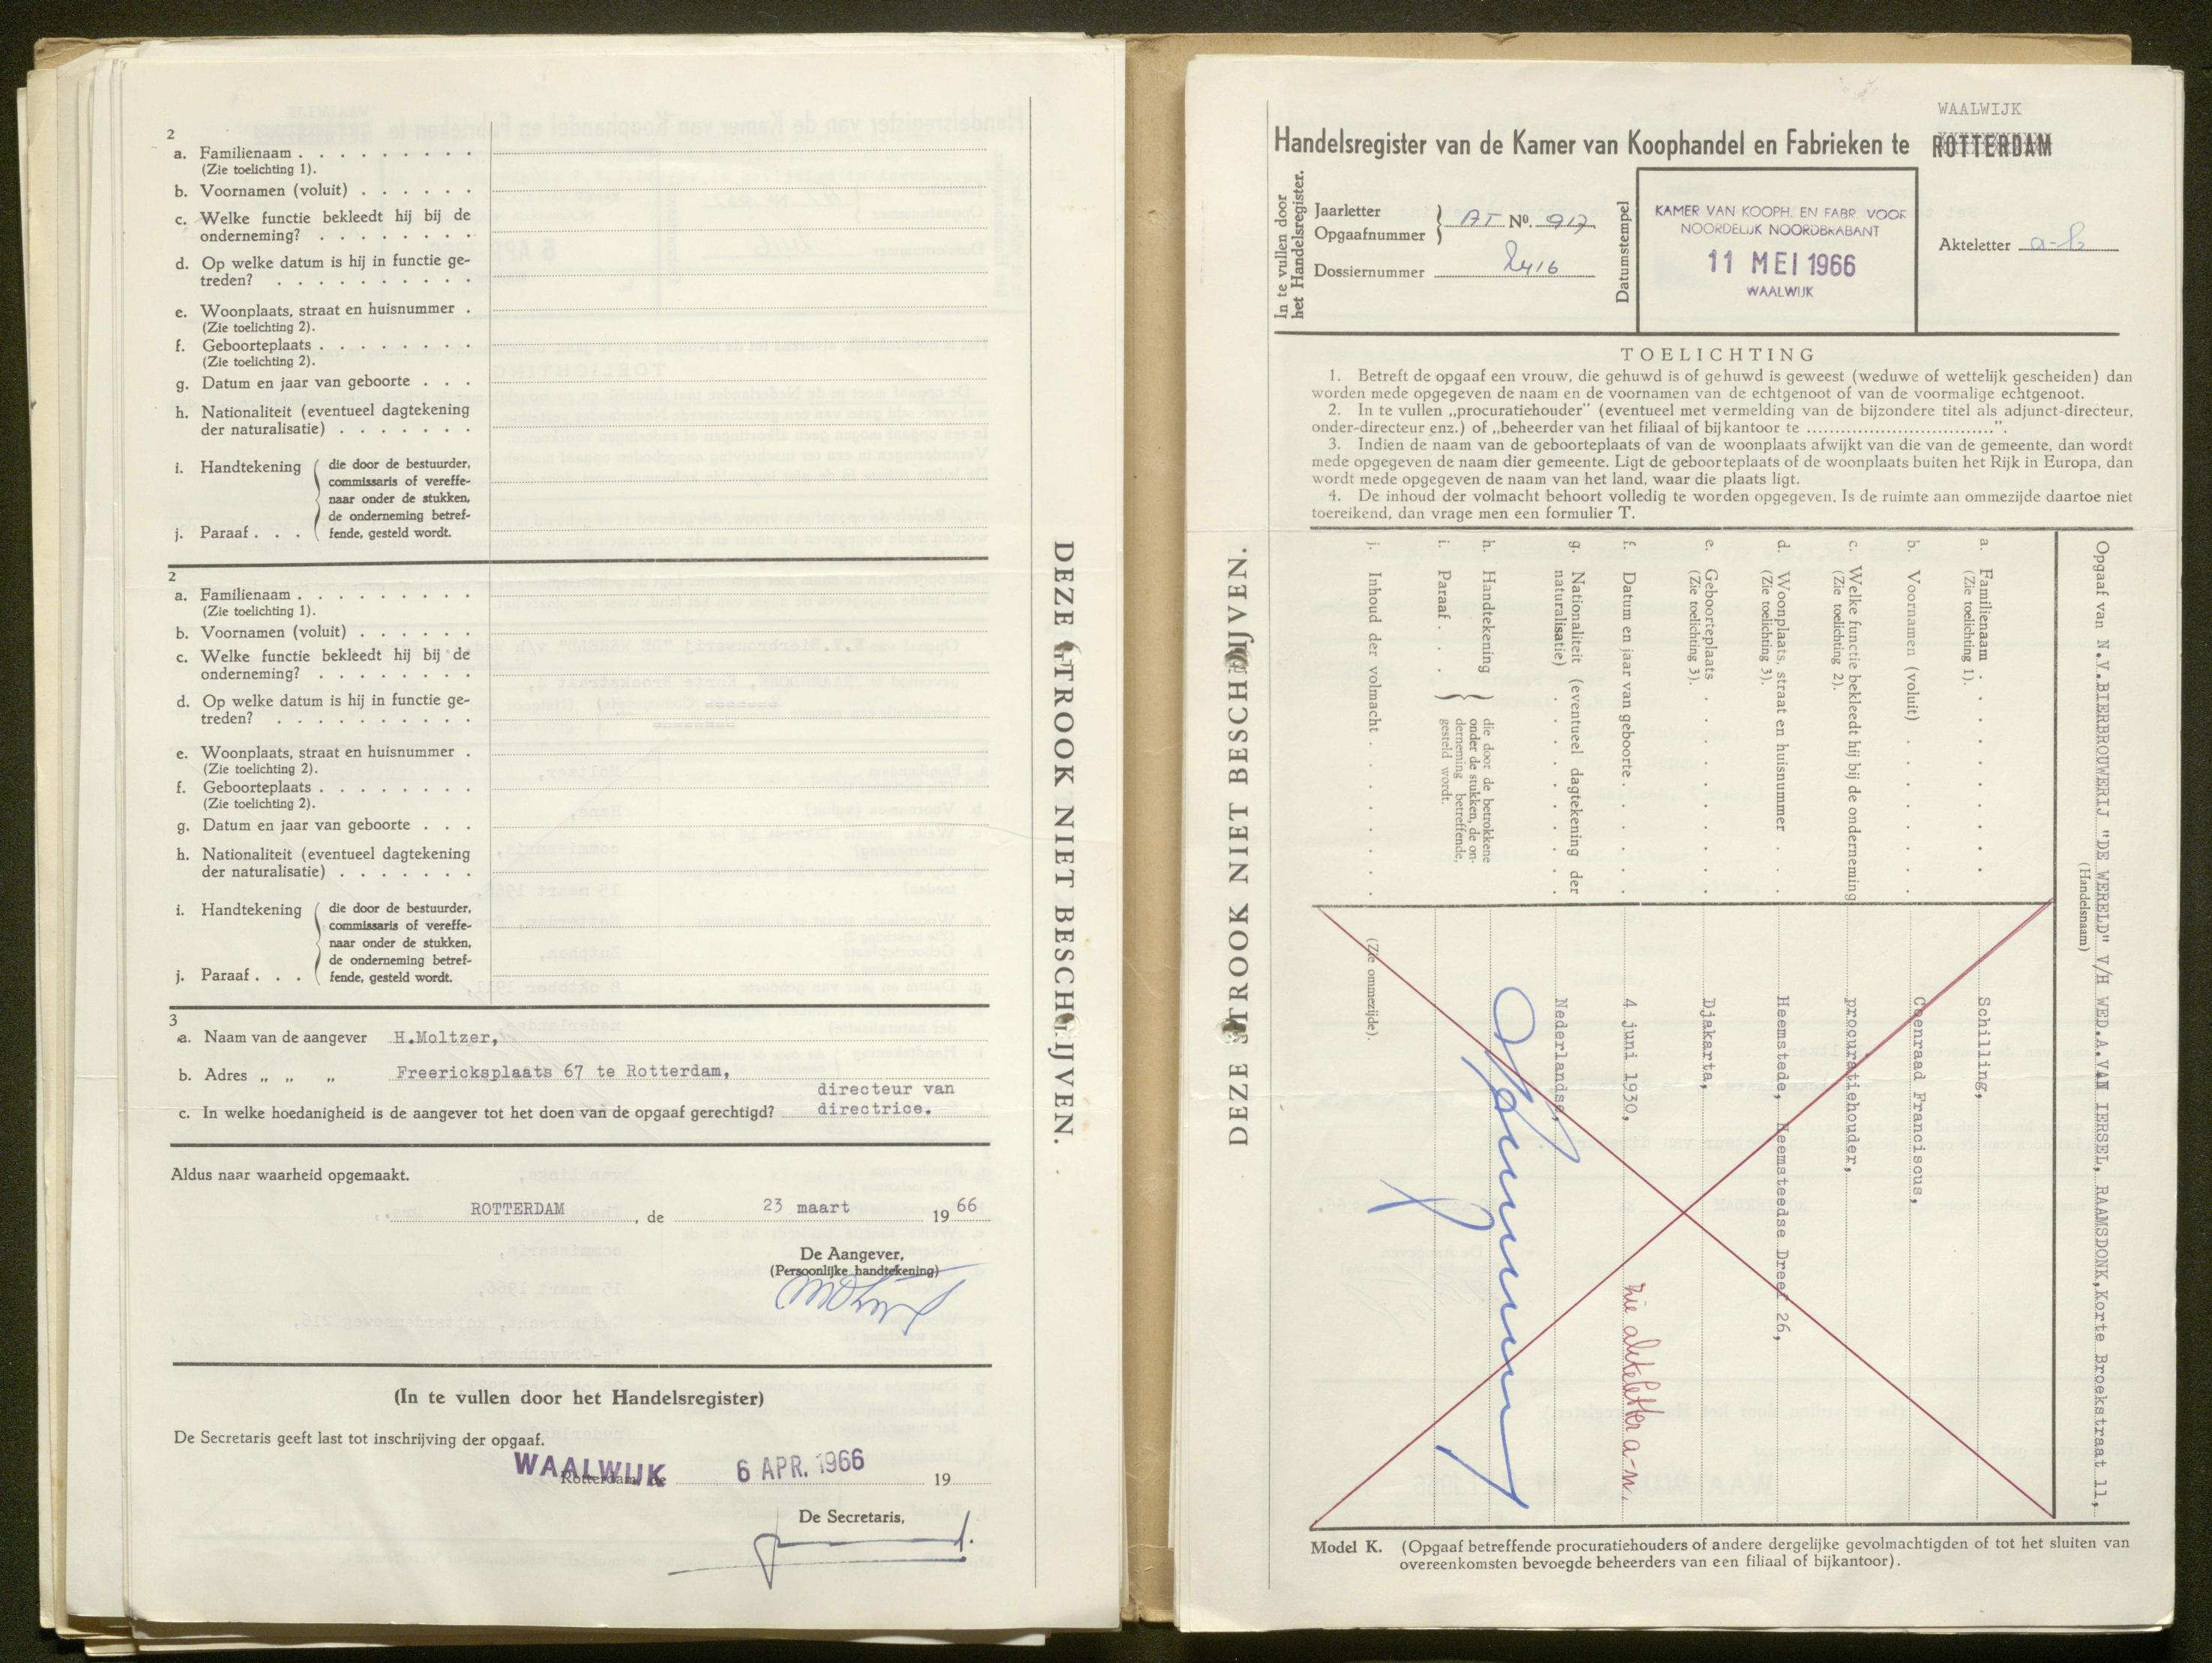 2
a. Familienaam . . . . . . . . .
(Zie toelichting 1).
b. Voornamen (voluit) . . . . . .
c. Welke functie bekleedt hij bij de
onderneming? . . . . . . . .
d. Op welke datum is hij in functie ge-
treden? . . . . . . . . . .
e. Woonplaats, straat en huisnummer .
(Zie toelichting 2).
f. Geboorteplaats . . . . . . . .
(Zie toelichting 2).
g. Datum en jaar van geboorte . . .
h. Nationaliteit (eventueel dagtekening
der naturalisatie) . . . . . . .
i. Handtekening
die door de bestuurder,
commissaris of vereffe-
naar onder de stukken,
de onderneming betref-
fende, gesteld wordt.
j. Paraaf . . .
2
a. Familienaam . . . . . . . . .
(Zie toelichting 1).
b. Voornamen (voluit) . . . . . .
c. Welke functie bekleedt hij bij de
onderneming? . . . . . . . .
d. Op welke datum is hij in functie ge-
treden? . . . . . . . . . .
e. Woonplaats, straat en huisnummer .
(Zie toelichting 2).
f. Geboorteplaats . . . . . . . .
(Zie toelichting 2).
g. Datum en jaar van geboorte . . .
h. Nationaliteit (eventueel dagtekening
der naturalisatie) . . . . . . .
i. Handtekening
die door de bestuurder,
commissaris of vereffe-
naar onder de stukken,
de onderneming betref-
fende, gesteld wordt.
j. Paraaf . . .
3
a. Naam van de aangever H.Moltzer,
b. Adres „ „ „ Freericksplaats 67 te Rotterdam,
c. In welke hoedanigheid is de aangever tot het doen van de opgaaf gerechtigd? directeur van
directrice.
Aldus naar waarheid opgemaakt.
ROTTERDAM, de 23 maart 1966
De Aangever,
(Persoonlijke handtekening)
(In te vullen door het Handelsregister)
De Secretaris geeft last tot inschrijving der opgaaf.
WAALWIJK
Rotterdam, de 6 APR. 1966 19
De Secretaris,
DEZE STROOK NIET BESCHRIJVEN.
DEZE STROOK NIET BESCHRIJVEN.
WAALWIJK
Handelsregister van de Kamer van Koophandel en Fabrieken te ROTTERDAM
In te vullen door
het Handelsregister.
Jaarletter
Opgaafnummer
AT No. 917
Dossiernummer 2416
Datumstempel
KAMER VAN KOOPH. EN FABR. VOOR
NOORDELIJK NOORDBRABANT
11 MEI 1966
WAALWIJK
Akteletter a-b
TOELICHTING
1. Betreft de opgaaf een vrouw, die gehuwd is of gehuwd is geweest (weduwe of wettelijk gescheiden) dan
worden mede opgegeven de naam en de voornamen van de echtgenoot of van de voormalige echtgenoot.
2. In te vullen „procuratiehouder” (eventueel met vermelding van de bijzondere titel als adjunct-directeur,
onder-directeur enz.) of „beheerder van het filiaal of bijkantoor te ................................”.
3. Indien de naam van de geboorteplaats of van de woonplaats afwijkt van die van de gemeente, dan wordt
mede opgegeven de naam dier gemeente. Ligt de geboorteplaats of de woonplaats buiten het Rijk in Europa, dan
wordt mede opgegeven de naam van het land, waar die plaats ligt.
4. De inhoud der volmacht behoort volledig te worden opgegeven. Is de ruimte aan ommezijde daartoe niet
toereikend, dan vrage men een formulier T.
Opgaaf van N.V.BIERBROUWERIJ "DE WERELD" V/H WED.A.VAN IERSEL, RAAMSDONK,Korte Broekstraat 11,
(Handelsnaam)
a. Familienaam . . . . . . Schilling,
(Zie toelichting 1).
b. Voornamen (voluit) . . . . . Coenraad Franciscus,
c. Welke functie bekleedt hij bij de onderneming procuratiehouder,
(Zie toelichting 2).
d. Woonplaats, straat en huisnummer . . Heemstede, Heemsteedse Dreef 26,
(Zie toelichting 3).
e. Geboorteplaats . . . . . . Djakarta,
(Zie toelichting 3).
f. Datum en jaar van geboorte . . . . 4 juni 1930,
zie akteletter a-n.
g. Nationaliteit (eventueel dagtekening der
naturalisatie) . . . . . . Nederlandse,
h. Handtekening
die door de betrokkene
onder de stukken, de on-
derneming betreffende,
gesteld wordt.
i. Paraaf . . .
j. Inhoud der volmacht . . . . . . (Zie ommezijde).
Model K. (Opgaaf betreffende procuratiehouders of andere dergelijke gevolmachtigden of tot het sluiten van
overeenkomsten bevoegde beheerders van een filiaal of bijkantoor).